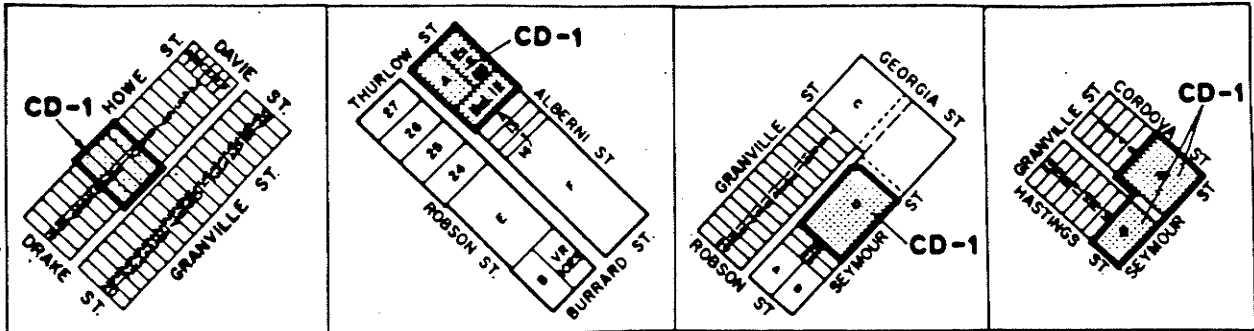 HOWE ST.
DAVIE ST.
CD-1
DRAKE ST.
GRANVILLE ST.
THURLOW ST
CD-1
ALBERNI ST
27
26
25
24
E
F
ROBSON ST.
BURRARD ST.
GEORGIA ST
GRANVILLE ST
C
ROBSON ST
SEYMOUR ST
CD-1
GRANVILLE ST
CORDOVA ST
CD-1
HASTINGS ST.
SEYMOUR ST